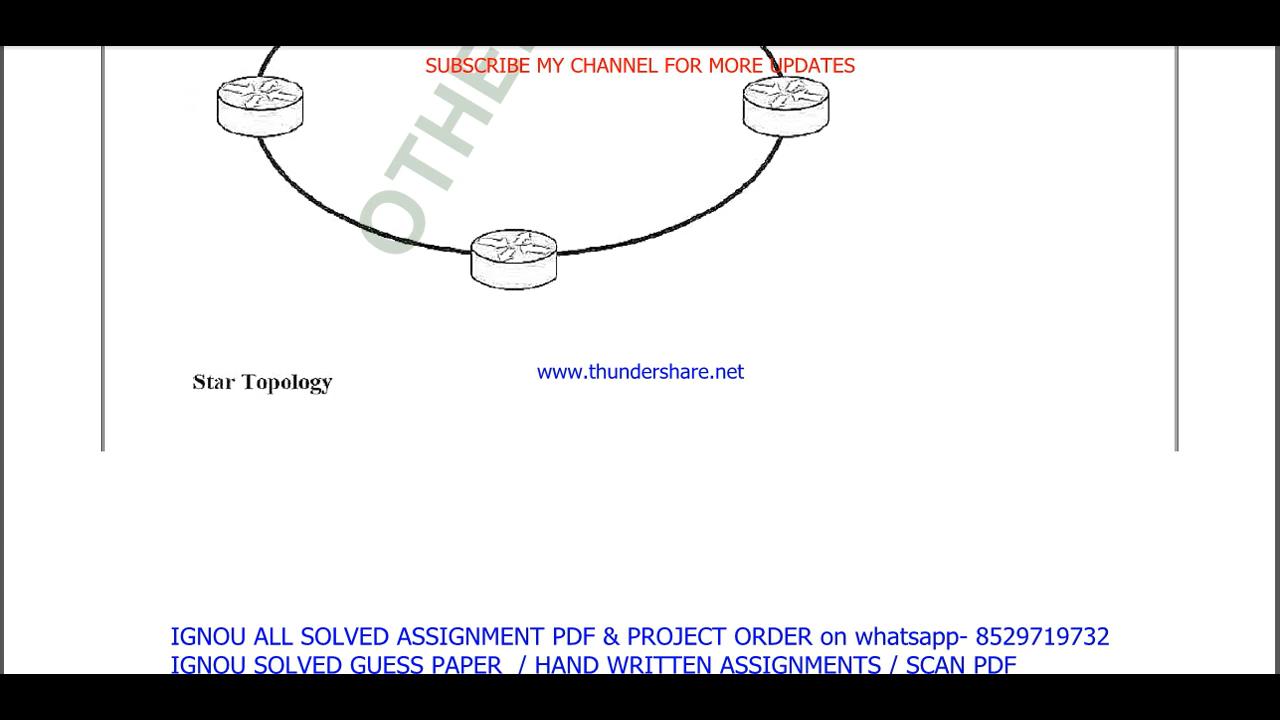 SUBSCRIBE MY CHANNEL FOR MORE UPDATES
OTHE
www.thundershare.net
Star Topology
IGNOU ALL SOLVED ASSIGNMENT PDF & PROJECT ORDER on whatsapp- 8529719732
IGNOU SOLVED GUESS PAPER / HAND WRITTEN ASSIGNMENTS / SCAN PDF